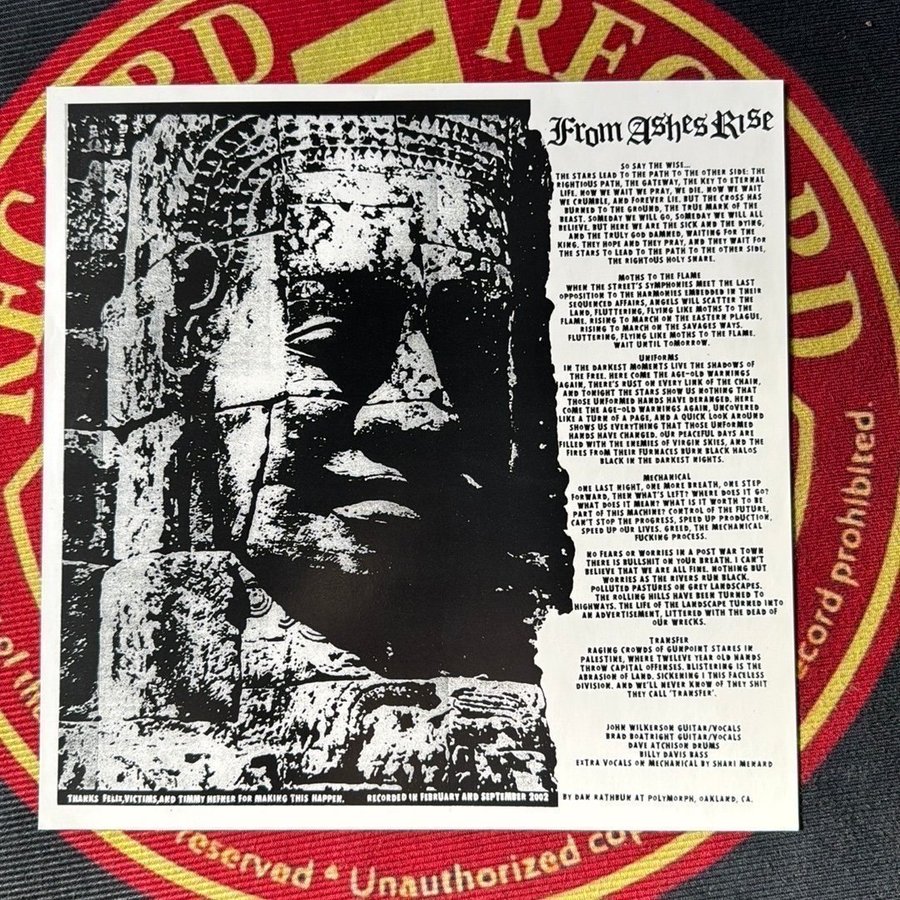 From Ashes Rise
SO SAY THE WISE...
THE STARS LEAD TO THE PATH TO THE OTHER SIDE; THE
RIGHTIOUS PATH, THE GATEWAY, THE KEY TO ETERNAL
LIFE. NOW WE WAIT WE PRAY, WE DIE. NOW WE WAIT
WE CRUMBLE, AND FOREVER LIE. BUT THE CROSS HAS
BURNED TO THE GROUND, THE TRUE MARK OF THE
BEAST. SOMEDAY WE WILL GO, SOMEDAY WE WILL ALL
BELIEVE. BUT HERE WE ARE THE SICK AND THE DYING,
AND THE TRULY GOD DAMNED, WAITING FOR THE
KING. THEY HOPE AND THEY PRAY, AND THEY WAIT FOR
THE STARS TO LEAD TO THE PATH TO THE OTHER SIDE,
THE RIGHTOUS HOLY SNARE.
MOTHS TO THE FLAME
WHEN THE STREET'S SYMPHONIES MEET THE LAST
OPPOSITION TO THE HARMONIES EMBEDDED IN THEIR
SEQUENCED AFFAIRS, ANGELS WILL SCATTER THE
LAND, FLUTTERING, FLYING LIKE MOTHS TO THE
FLAME. RISING TO MARCH ON THE EASTERN PLAGUE,
RISING TO MARCH ON THE SAVAGES WAYS.
FLUTTERING, FLYING LIKE MOTHS TO THE FLAME.
WAIT UNTIL TOMORROW.
UNIFORMS
IN THE DARKEST MOMENTS LIVE THE SHADOWS OF
THE FREE. HERE COME THE AGE-OLD WARNINGS
AGAIN, THERE'S RUST ON EVERY LINK OF THE CHAIN,
AND TONIGHT THE STARS SHOW US NOTHING THAT
THOSE UNFORMED HANDS HAVE DERANGED. HERE
COME THE AGE-OLD WARNINGS AGAIN, UNCOVERED
LIKE A TURN OF A PAGE, AND A QUICK LOOK AROUND
SHOWS US EVERYTHING THAT THOSE UNFORMED
HANDS HAVE CHANGED. OUR PEACEFUL DAYS ARE
FILLED WITH THE ENEMIES OF VIRGIN SKIES, AND THE
FIRES FROM THEIR FURNACES BURN BLACK HALOS
BLACK IN THE DARKEST NIGHTS.
MECHANICAL
ONE LAST NIGHT, ONE MORE BREATH, ONE STEP
FORWARD, THEN WHAT'S LEFT? WHERE DOES IT GO?
WHAT DOES IT MEAN? WHAT IS IT WORTH TO BE
PART OF THIS MACHINE? CONTROL OF THE FUTURE,
CAN'T STOP THE PROGRESS, SPEED UP PRODUCTION,
SPEED UP OUR LIVES. GREED, THE MECHANICAL
FUCKING PROCESS.
NO FEARS OR WORRIES IN A POST WAR TOWN
THERE IS BULLSHIT ON YOUR BREATH. I CAN'T
BELIEVE THAT WE ARE ALL FINE. NOTHING BUT
WORRIES AS THE RIVERS RUN BLACK.
POLLUTED PASTURES ON GREY LANDSCAPES.
THE ROLLING HILLS HAVE BEEN TURNED TO
HIGHWAYS. THE LIFE OF THE LANDSCAPE TURNED INTO
AN ADVERTISEMENT, LITTERED WITH THE DEAD OF
OUR WRECKS.
TRANSFER
RAGING CROWDS OF GUNPOINT STARES IN
PALESTINE, WHERE TWELVE YEAR OLD HANDS
THROW CAPITAL OFFENSES. BLISTERING IS THE
ABRASION OF LAND. SICKENING I THIS FACELESS
DIVISION. AND WE'LL NEVER KNOW OF THEY SHIT
THEY CALL 'TRANSFER'.
JOHN WILKERSON GUITAR/VOCALS
BRAD BOATRIGHT GUITAR/VOCALS
DAVE ATCHISON DRUMS
BILLY DAVIS BASS
EXTRA VOCALS ON MECHANICAL BY SHARI MENARD
THANKS FELIX,VICTIMS,AND TIMMY HEFNER FOR MAKING THIS HAPPEN. RECORDED IN FEBRUARY AND SEPTEMBER 2002 BY DAN RATHBUN AT POLYMORPH, OAKLAND, CA.
record prohibited.
reserved • Unauthorized